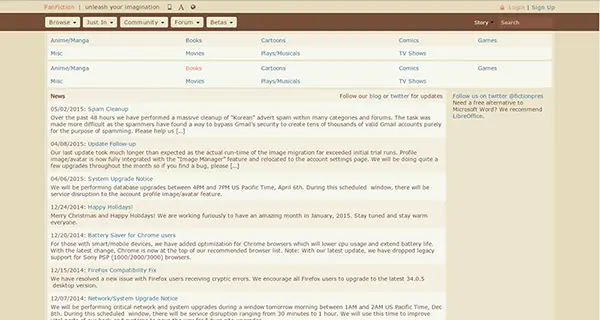 FanFiction | unleash your imagination
Login | Sign Up
Browse Just In Community Forum Betas
Story Search
Anime/Manga Books Cartoons Comics Games
Misc Movies Plays/Musicals TV Shows
Anime/Manga Books Cartoons Comics Games
Misc Movies Plays/Musicals TV Shows
News Follow our blog or twitter for updates
05/02/2015: Spam Cleanup
Over the past 48 hours we have performed a massive cleanup of "Korean" advert spam within many categories and forums. The task was
made more difficult as the spammers have found a way to bypass Gmail's security to create tens of thousands of valid Gmail accounts purely
for the purpose of spamming. Please help us [...]
04/08/2015: Update Follow-up
Our last update took much longer than expected as the actual run-time of the image migration far exceeded initial trial runs. Profile
image/avatar is now fully integrated with the "Image Manager" feature and relocated to the account settings page. We will be doing quite a
few upgrades throughout the month so if you find a bug, please [...]
04/06/2015: System Upgrade Notice
We will be performing database upgrades between 4PM and 7PM US Pacific Time, April 6th. During this scheduled window, there will be
service disruption to the account profile image/avatar feature.
12/24/2014: Happy Holidays!
Merry Christmas and Happy Holidays! We are working furiously to have an amazing month in January, 2015. Stay tuned and stay warm
everyone.
12/20/2014: Battery Saver for Chrome users
For those with smart/mobile devices, we have added optimization for Chrome browsers which will lower cpu usage and extend battery life.
With the latest change, Chrome is now at the top of our recommended browser list. Note: With our latest update, we have dropped legacy
support for Sony PSP (1000/2000/3000) browsers.
12/15/2014: Firefox Compatibility Fix
We have resolved a new issue with Firefox users receiving cryptic errors. We encourage all Firefox users to upgrade to the latest 34.0.5
desktop version.
12/07/2014: Network/System Upgrade Notice
We will be performing critical network and system upgrades during a window tomorrow morning between 1AM and 2AM US Pacific Time, Dec
8th. During this scheduled window, there will be service disruption ranging from 30 minutes to 1 hour. We will use this time to improve
Follow us on twitter @fictionpres
Need a free alternative to
Microsoft Word? We recommend
LibreOffice.